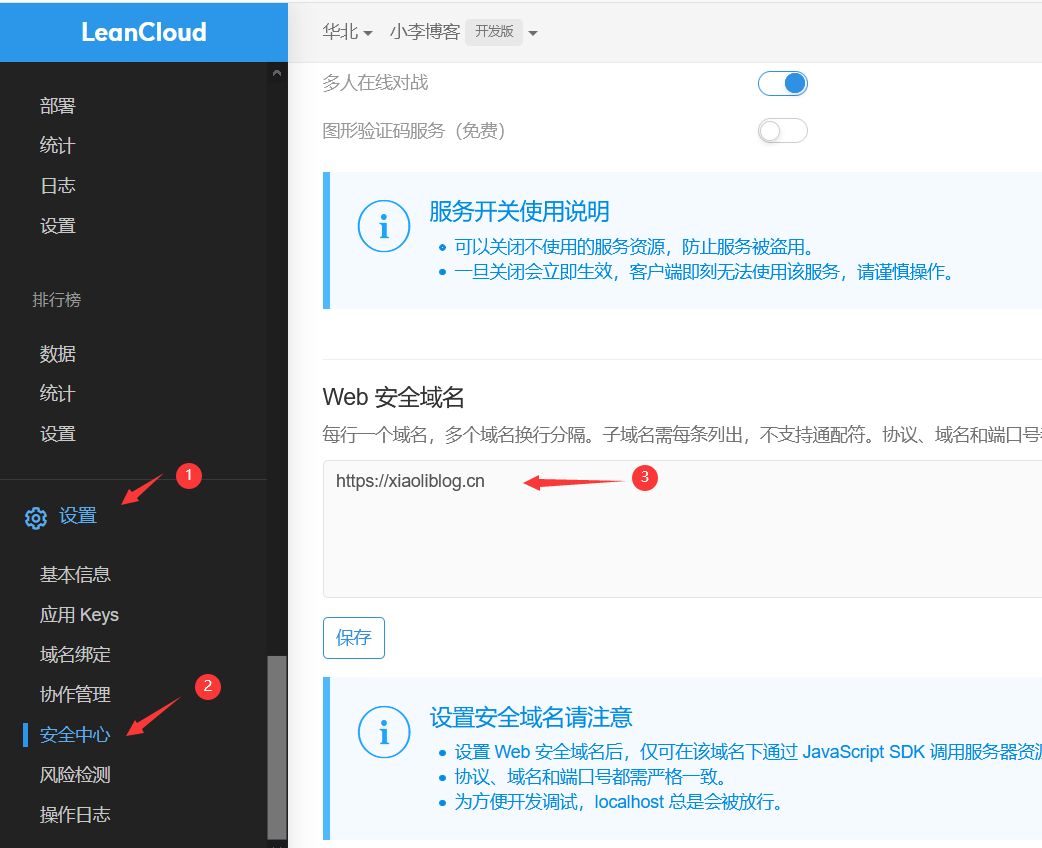 LeanCloud
华北
小李博客
开发版
部署
统计
日志
设置
排行榜
数据
统计
设置
1
设置
基本信息
应用 Keys
域名绑定
协作管理
2
安全中心
风险检测
操作日志
多人在线对战
图形验证码服务（免费）
i
服务开关使用说明
可以关闭不使用的服务资源，防止服务被盗用。
一旦关闭会立即生效，客户端即刻无法使用该服务，请谨慎操作。
Web 安全域名
每行一个域名，多个域名换行分隔。子域名需每条列出，不支持通配符。协议、域名和端口号
https://xiaoliblog.cn
3
保存
i
设置安全域名请注意
设置 Web 安全域名后，仅可在该域名下通过 JavaScript SDK 调用服务器资
协议、域名和端口号都需严格一致。
为方便开发调试，localhost 总是会被放行。